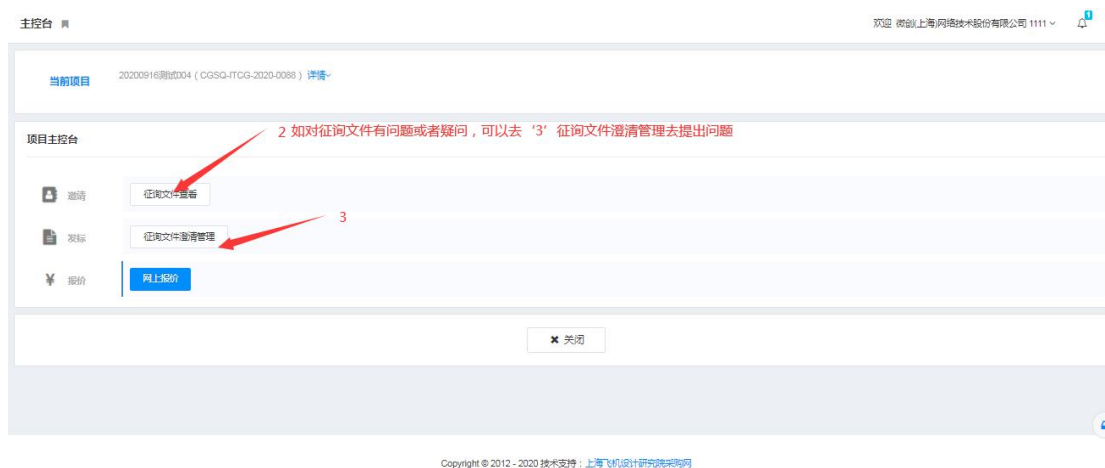 主控台
欢迎 微创(上海)网络技术股份有限公司 1111
1
当前项目
20200916测试004 ( CGSQ-ITCG-2020-0088 ) 详情
2 如对征询文件有问题或者疑问，可以去‘3’征询文件澄清管理去提出问题
项目主控台
邀请
征询文件查看
3
发标
征询文件澄清管理
¥ 报价
网上报价
✖ 关闭
Copyright © 2012 - 2020 技术支持：上海飞机设计研究院采购网